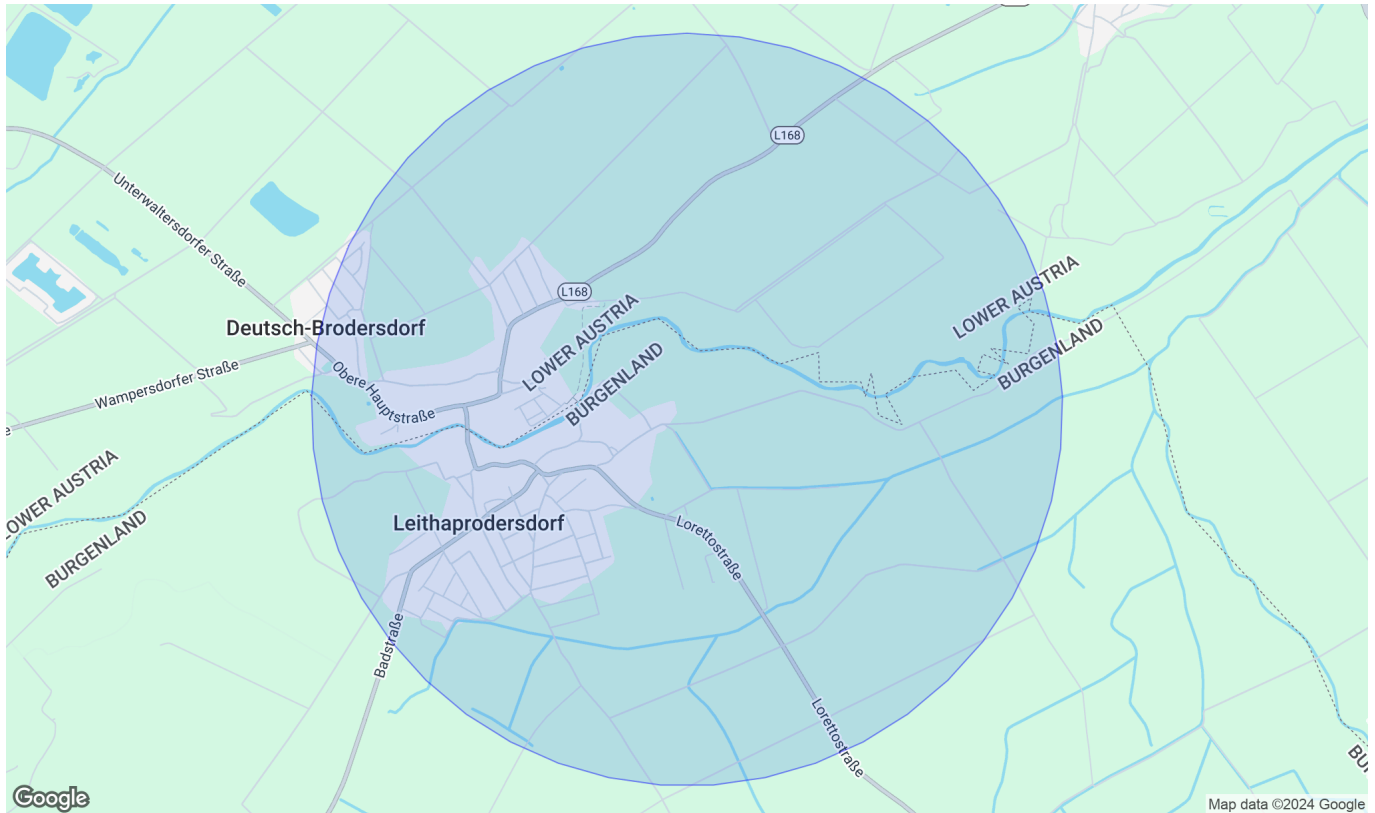 L168
Unterwaltersdorfer Straße
L168
LOWER AUSTRIA
BURGENLAND
LOWER AUSTRIA
BURGENLAND
Deutsch-Brodersdorf
Obere Hauptstraße
Wampersdorfer Straße
e
LOWER AUSTRIA
BURGENLAND
Leithaprodersdorf
Lorettostraße
Badstraße
Lorettostraße
BU
Google
Map data ©2024 Google